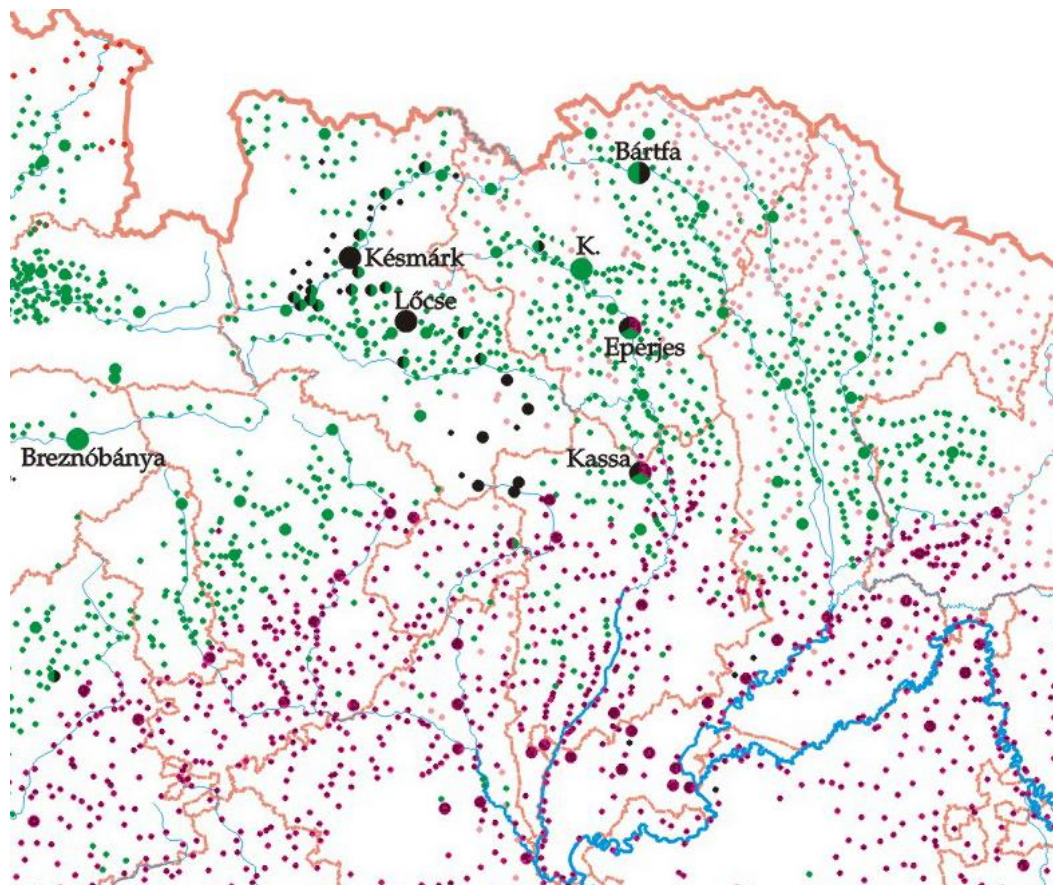 Bártfa
K.
Késmárk
Lőcse
Eperjes
Breznóbánya
Kassa